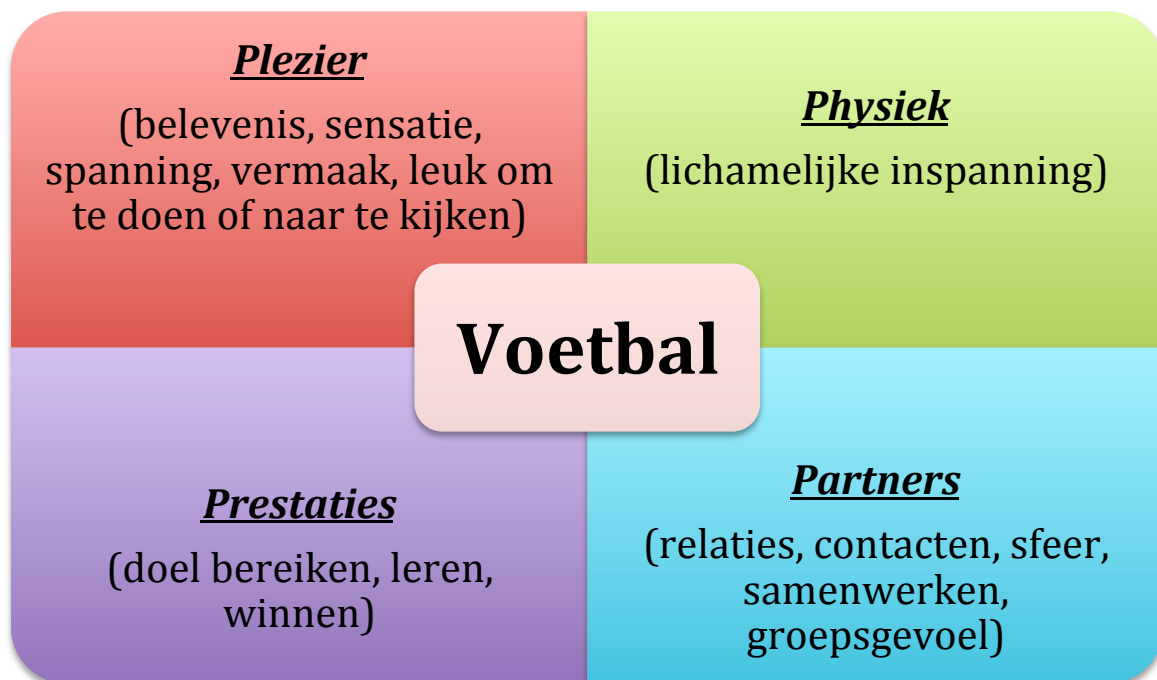 Plezier
(belevenis, sensatie,
spanning, vermaak, leuk om
te doen of naar te kijken)
Physiek
(lichamelijke inspanning)
Voetbal
Prestaties
(doel bereiken, leren,
winnen)
Partners
(relaties, contacten, sfeer,
samenwerken,
groepsgevoel)